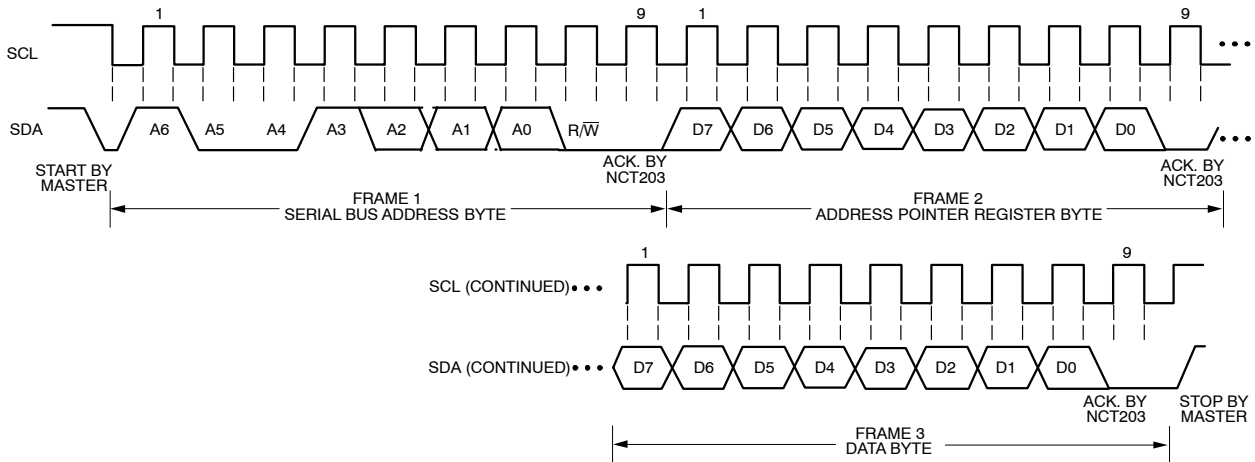 1 9 1 9
SCL
SDA A6 A5 A4 A3 A2 A1 A0 R/W̅ D7 D6 D5 D4 D3 D2 D1 D0
START BY
MASTER
ACK. BY
NCT203
ACK. BY
NCT203
FRAME 1
SERIAL BUS ADDRESS BYTE
FRAME 2
ADDRESS POINTER REGISTER BYTE
1 9
SCL (CONTINUED)
SDA (CONTINUED) D7 D6 D5 D4 D3 D2 D1 D0
ACK. BY
NCT203
STOP BY
MASTER
FRAME 3
DATA BYTE